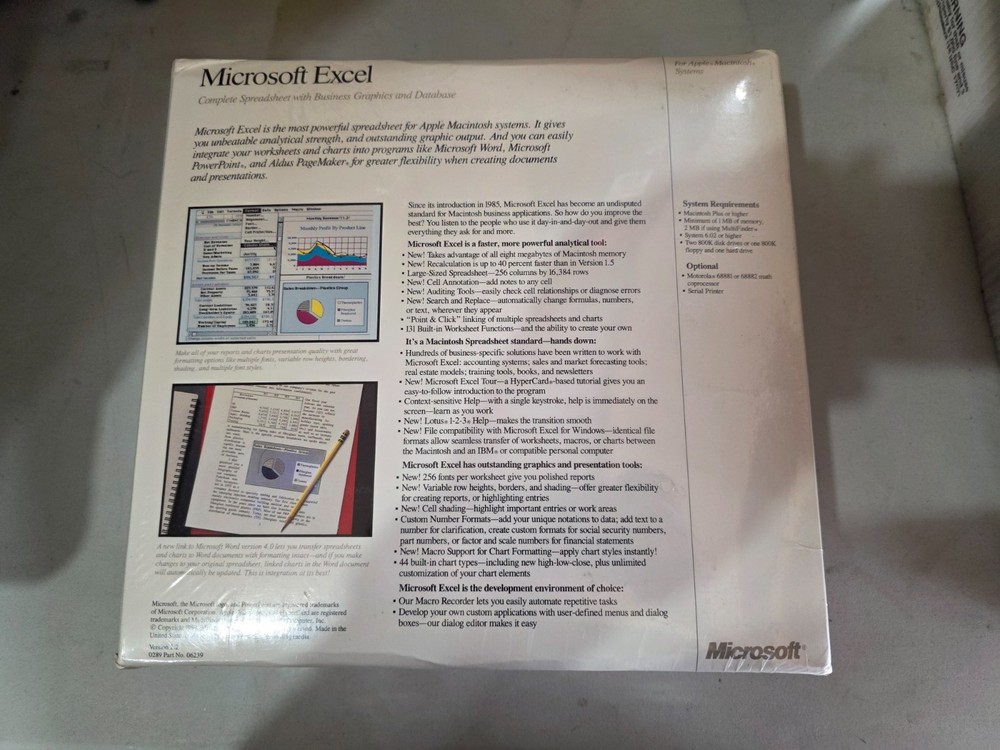 Microsoft Excel
Complete Spreadsheet with Business Graphics and Database
For Apple® Macintosh®
Systems
Microsoft Excel is the most powerful spreadsheet for Apple Macintosh systems. It gives
you unbeatable analytical strength, and outstanding graphic output. And you can easily
integrate your worksheets and charts into programs like Microsoft Word, Microsoft
PowerPoint®, and Aldus PageMaker® for greater flexibility when creating documents
and presentations.
Monthly Profit By Product Line
Make all of your reports and charts presentation quality with great
formatting options like multiple fonts, variable row heights, bordering,
shading, and multiple font styles.
A new link to Microsoft Word version 4.0 lets you transfer spreadsheets
and charts to Word documents with formatting intact—and if you make
changes to your original spreadsheet, linked charts in the Word document
will automatically be updated. This is integration at its best!
Microsoft, the Microsoft logo, and registered trademarks
of Microsoft Corporation. are registered
trademarks and Computer, Inc.
© Copyright Made in the
United
Version
0289 Part No. 06239
Since its introduction in 1985, Microsoft Excel has become an undisputed
standard for Macintosh business applications. So how do you improve the
best? You listen to the people who use it day-in-and-day-out and give them
everything they ask for and more.
Microsoft Excel is a faster, more powerful analytical tool:
• New! Takes advantage of all eight megabytes of Macintosh memory
• New! Recalculation is up to 40 percent faster than in Version 1.5
• Large-Sized Spreadsheet—256 columns by 16,384 rows
• New! Cell Annotation—add notes to any cell
• New! Auditing Tools—easily check cell relationships or diagnose errors
• New! Search and Replace—automatically change formulas, numbers,
or text, wherever they appear
• "Point & Click" linking of multiple spreadsheets and charts
• 131 Built-in Worksheet Functions—and the ability to create your own
It's a Macintosh Spreadsheet standard—hands down:
• Hundreds of business-specific solutions have been written to work with
Microsoft Excel: accounting systems; sales and market forecasting tools;
real estate models; training tools, books, and newsletters
• New! Microsoft Excel Tour—a HyperCard®-based tutorial gives you an
easy-to-follow introduction to the program
• Context-sensitive Help—with a single keystroke, help is immediately on the
screen—learn as you work
• New! Lotus® 1-2-3® Help—makes the transition smooth
• New! File compatibility with Microsoft Excel for Windows—identical file
formats allow seamless transfer of worksheets, macros, or charts between
the Macintosh and an IBM® or compatible personal computer
Microsoft Excel has outstanding graphics and presentation tools:
• New! 256 fonts per worksheet give you polished reports
• New! Variable row heights, borders, and shading—offer greater flexibility
for creating reports, or highlighting entries
• New! Cell shading—highlight important entries or work areas
• Custom Number Formats—add your unique notations to data; add text to a
number for clarification, create custom formats for social security numbers,
part numbers, or factor and scale numbers for financial statements
• New! Macro Support for Chart Formatting—apply chart styles instantly!
• 44 built-in chart types—including new high-low-close, plus unlimited
customization of your chart elements
Microsoft Excel is the development environment of choice:
• Our Macro Recorder lets you easily automate repetitive tasks
• Develop your own custom applications with user-defined menus and dialog
boxes—our dialog editor makes it easy
System Requirements
• Macintosh Plus or higher
• Minimum of 1 MB of memory,
2 MB if using MultiFinder®
• System 6.02 or higher
• Two 800K disk drives or one 800K
floppy and one hard drive
Optional
• Motorola® 68881 or 68882 math
coprocessor
• Serial Printer
Microsoft®
WARNING